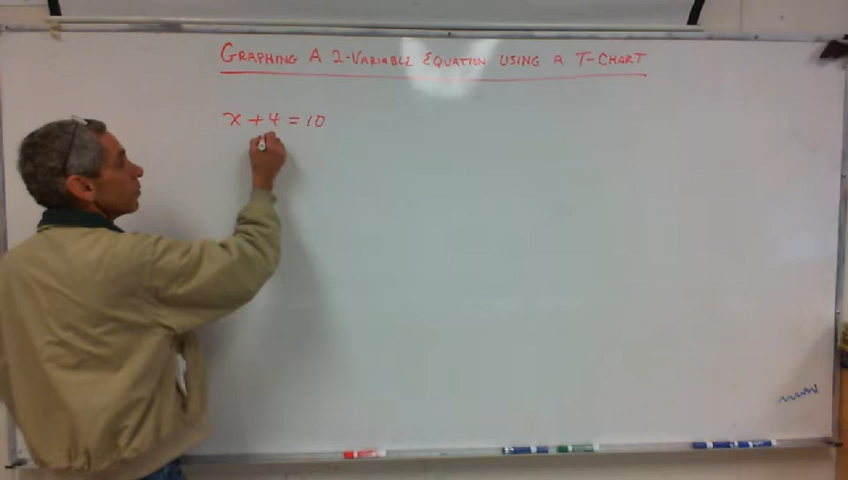 GRAPHING A 2-VARIABLE EQUATION USING A T-CHART
x + 4 = 10